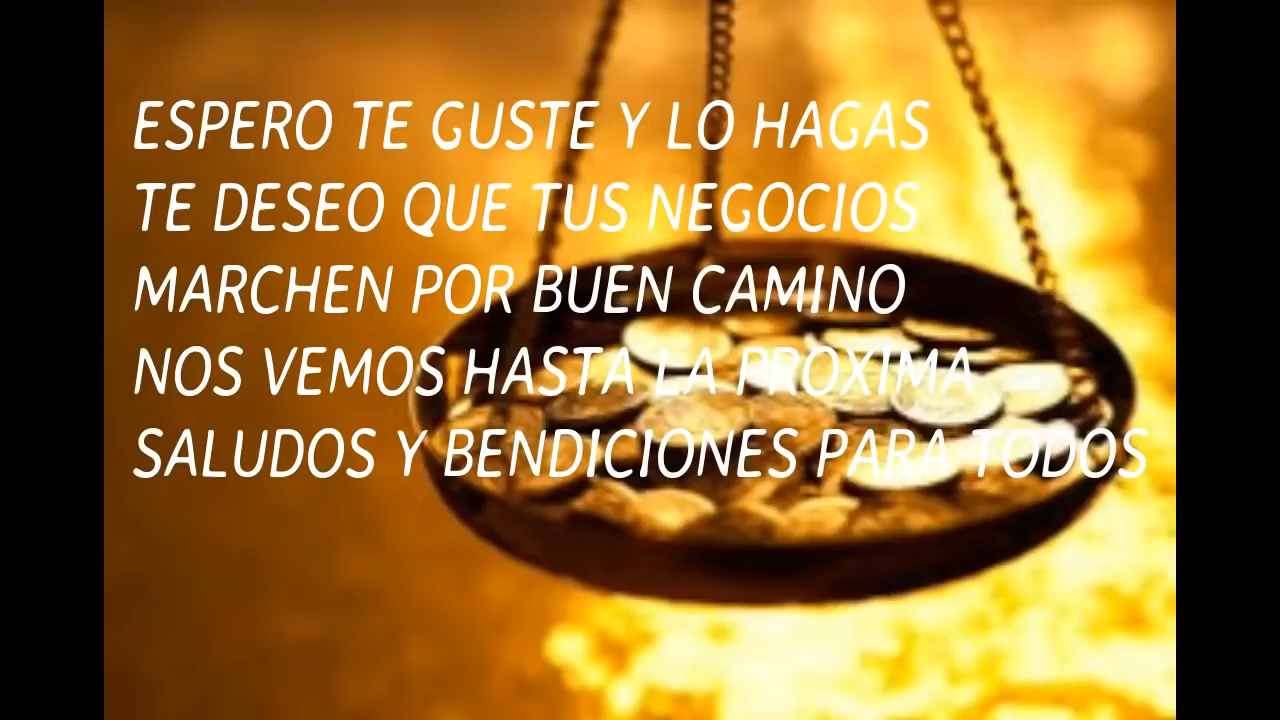 ESPERO TE GUSTE Y LO HAGAS
TE DESEO QUE TUS NEGOCIOS
MARCHEN POR BUEN CAMINO
NOS VEMOS HASTA LA PROXIMA
SALUDOS Y BENDICIONES PARA TODOS